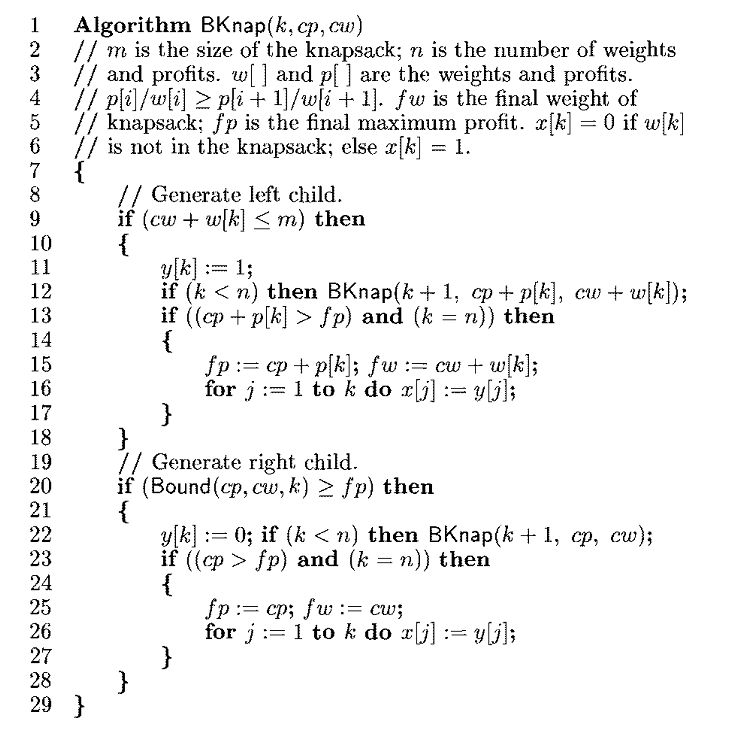 1 Algorithm BKnap(k, cp, cw)
2 // m is the size of the knapsack; n is the number of weights
3 // and profits. w[ ] and p[ ] are the weights and profits.
4 // p[i]/w[i] ≥ p[i + 1]/w[i + 1]. fw is the final weight of
5 // knapsack; fp is the final maximum profit. x[k] = 0 if w[k]
6 // is not in the knapsack; else x[k] = 1.
7 {
8 // Generate left child.
9 if (cw + w[k] ≤ m) then
10 {
11 y[k] := 1;
12 if (k < n) then BKnap(k + 1, cp + p[k], cw + w[k]);
13 if ((cp + p[k] > fp) and (k = n)) then
14 {
15 fp := cp + p[k]; fw := cw + w[k];
16 for j := 1 to k do x[j] := y[j];
17 }
18 }
19 // Generate right child.
20 if (Bound(cp, cw, k) ≥ fp) then
21 {
22 y[k] := 0; if (k < n) then BKnap(k + 1, cp, cw);
23 if ((cp > fp) and (k = n)) then
24 {
25 fp := cp; fw := cw;
26 for j := 1 to k do x[j] := y[j];
27 }
28 }
29 }